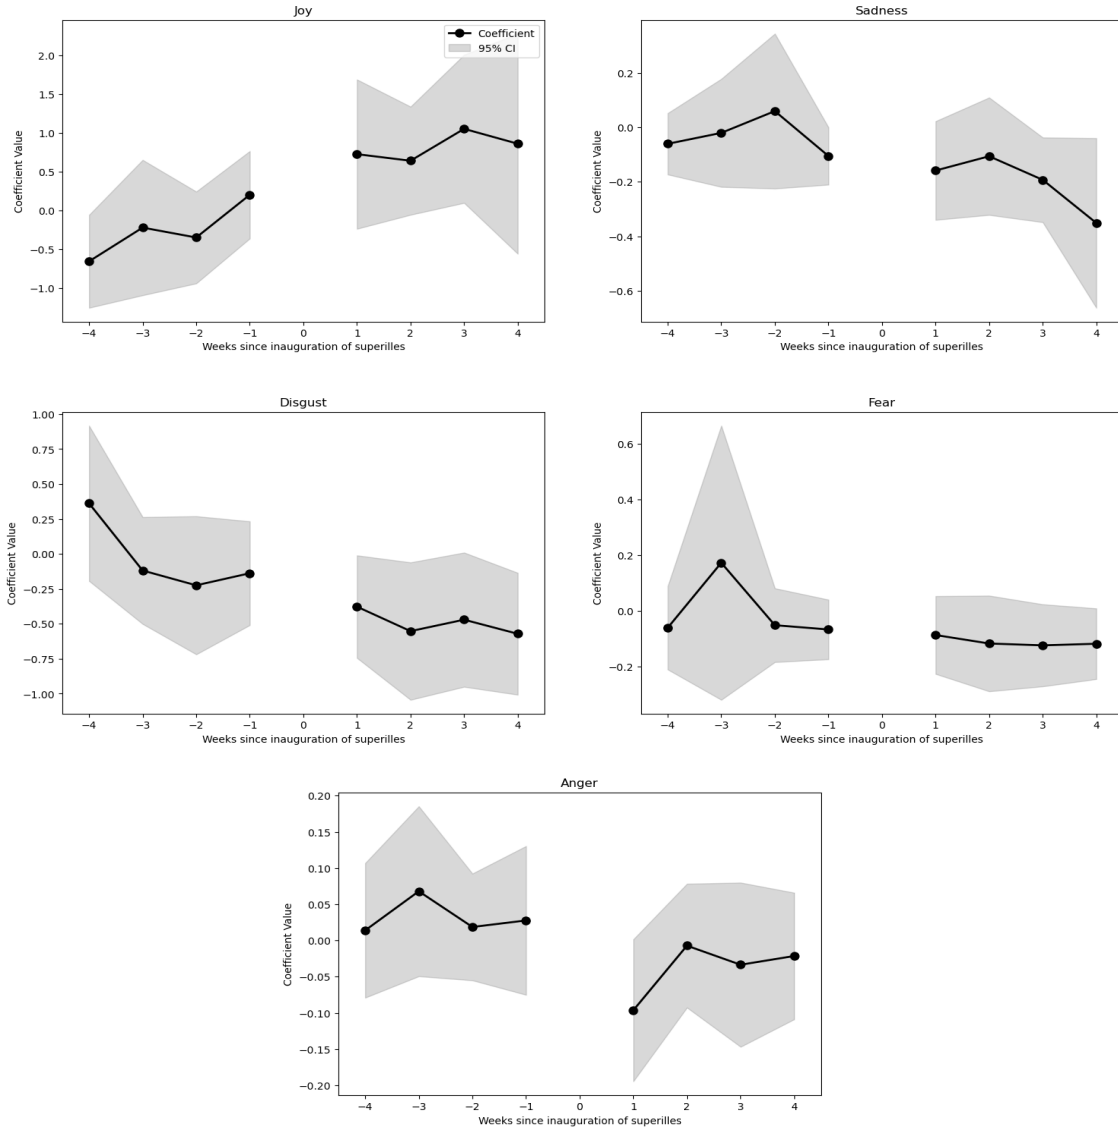 Joy
Coefficient
95% CI
Coefficient Value
2.0
1.5
1.0
0.5
0.0
−0.5
−1.0
−4 −3 −2 −1 0 1 2 3 4
Weeks since inauguration of superilles
Sadness
0.2
0.0
−0.2
−0.4
−0.6
−4 −3 −2 −1 0 1 2 3 4
Weeks since inauguration of superilles
Disgust
Coefficient Value
1.00
0.75
0.50
0.25
0.00
−0.25
−0.50
−0.75
−1.00
−4 −3 −2 −1 0 1 2 3 4
Weeks since inauguration of superilles
Fear
Coefficient Value
0.6
0.4
0.2
0.0
−0.2
−4 −3 −2 −1 0 1 2 3 4
Weeks since inauguration of superilles
Anger
Coefficient Value
0.20
0.15
0.10
0.05
0.00
−0.05
−0.10
−0.15
−0.20
−4 −3 −2 −1 0 1 2 3 4
Weeks since inauguration of superilles